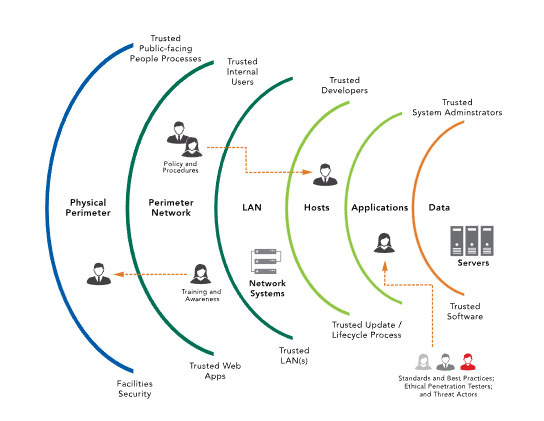 Trusted
Public-facing
People Processes
Trusted
Internal
Users
Trusted
Developers
Trusted
System Adminstrators
Policy and
Procedures
Physical
Perimeter
Perimeter
Network
LAN
Hosts
Applications
Data
Servers
Training and
Awareness
Network
Systems
Trusted
Software
Trusted Update /
Lifecycle Process
Trusted
LAN(s)
Trusted Web
Apps
Facilities
Security
Standards and Best Practices;
Ethical Penetration Testers;
and Threat Actors